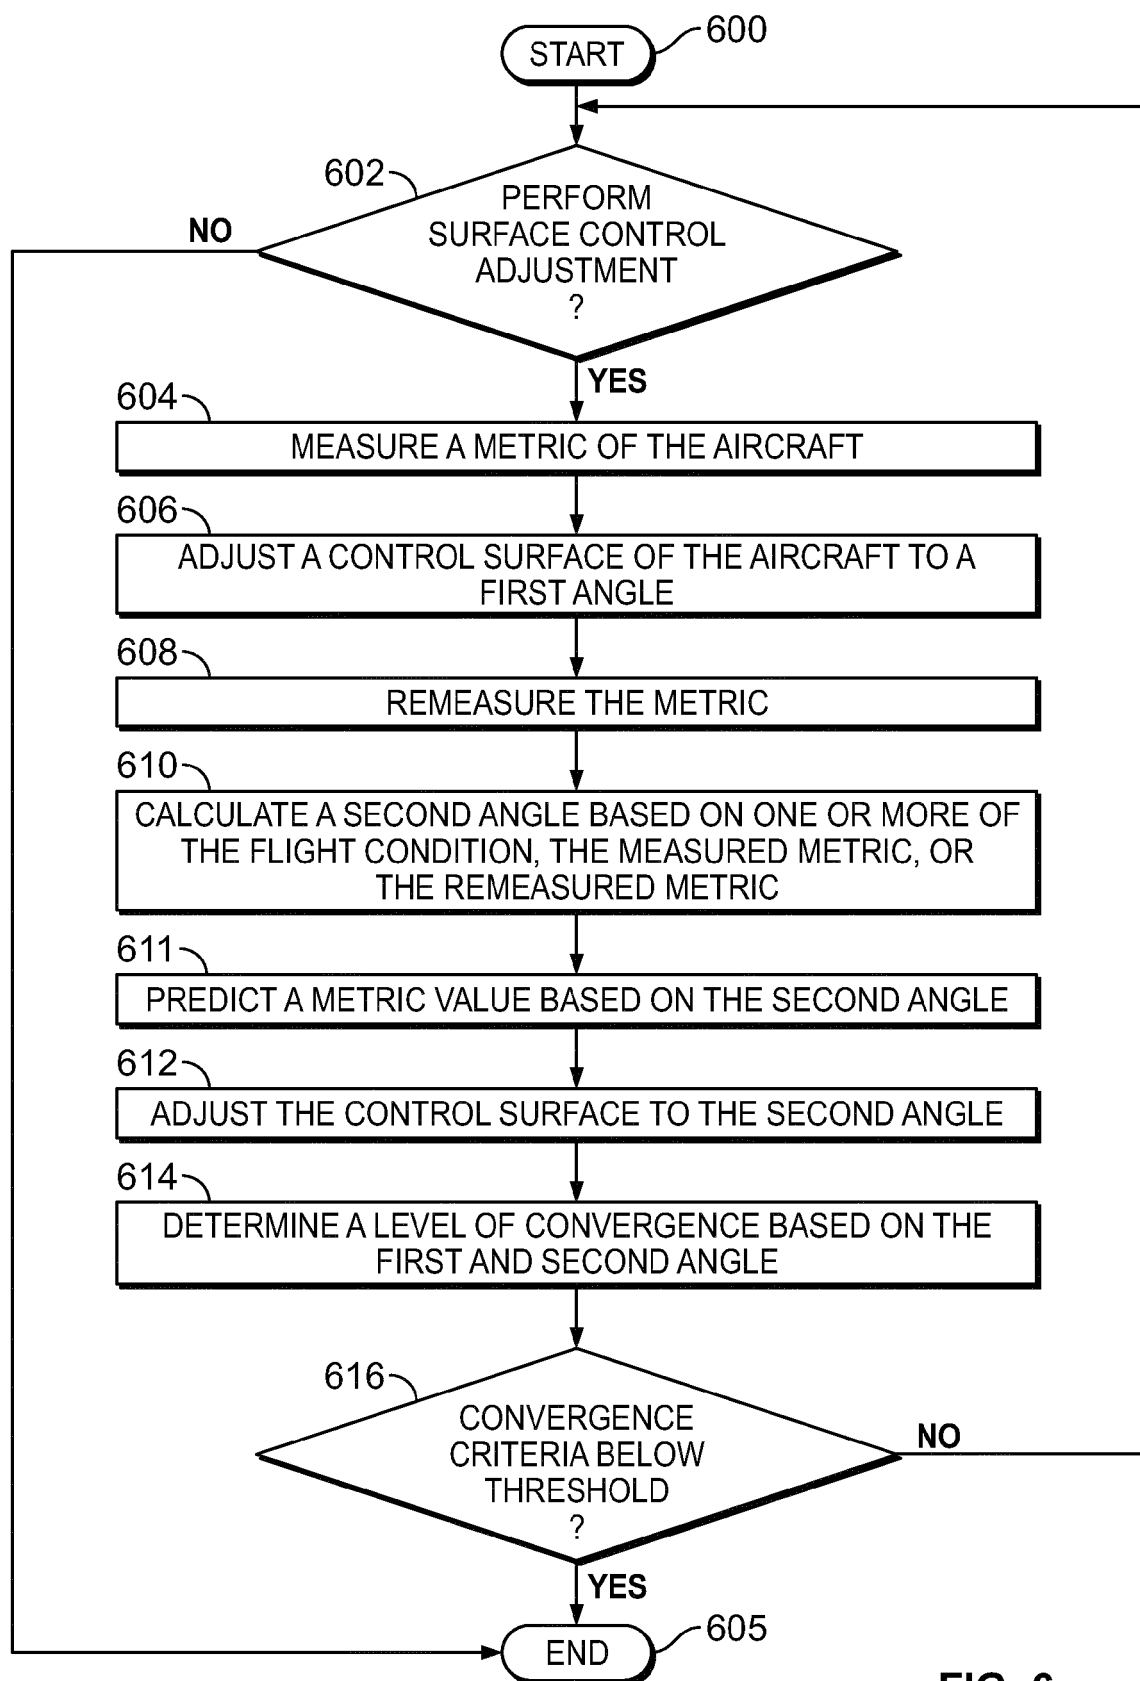 START
600
602
PERFORM
SURFACE CONTROL
ADJUSTMENT
?
NO
YES
604
MEASURE A METRIC OF THE AIRCRAFT
606
ADJUST A CONTROL SURFACE OF THE AIRCRAFT TO A
FIRST ANGLE
608
REMEASURE THE METRIC
610
CALCULATE A SECOND ANGLE BASED ON ONE OR MORE OF
THE FLIGHT CONDITION, THE MEASURED METRIC, OR
THE REMEASURED METRIC
611
PREDICT A METRIC VALUE BASED ON THE SECOND ANGLE
612
ADJUST THE CONTROL SURFACE TO THE SECOND ANGLE
614
DETERMINE A LEVEL OF CONVERGENCE BASED ON THE
FIRST AND SECOND ANGLE
616
CONVERGENCE
CRITERIA BELOW
THRESHOLD
?
NO
YES
END
605
FIG. 6